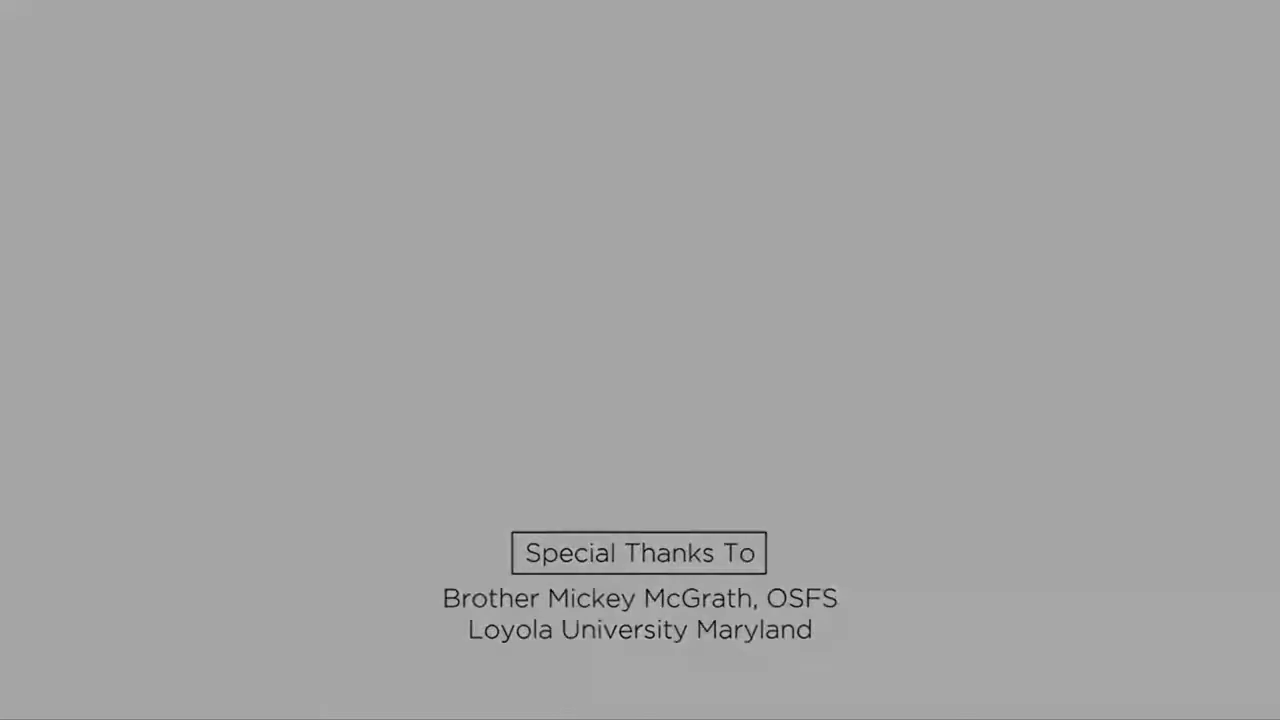 Special Thanks To
Brother Mickey McGrath, OSFS
Loyola University Maryland